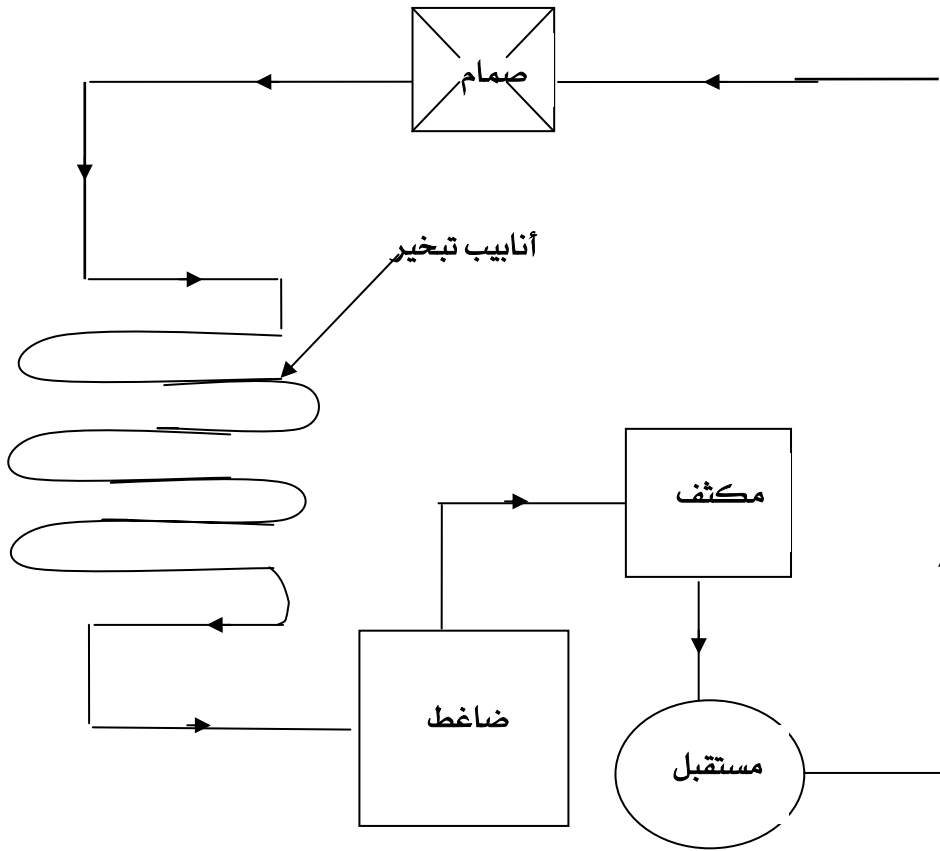 صمام
أنابيب تبخير
مكثف
ضاغط
مستقبل